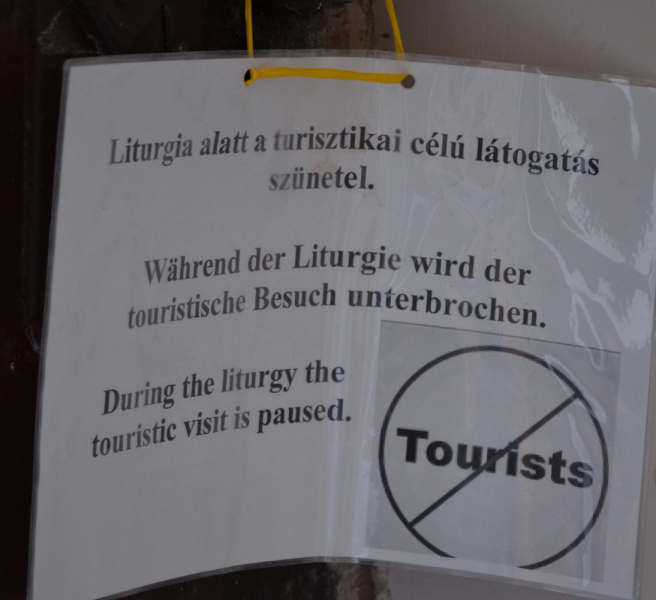 Liturgia alatt a turisztikai célú látogatás
szünetel.
Während der Liturgie wird der
touristische Besuch unterbrochen.
During the liturgy the
touristic visit is paused.
Tourists